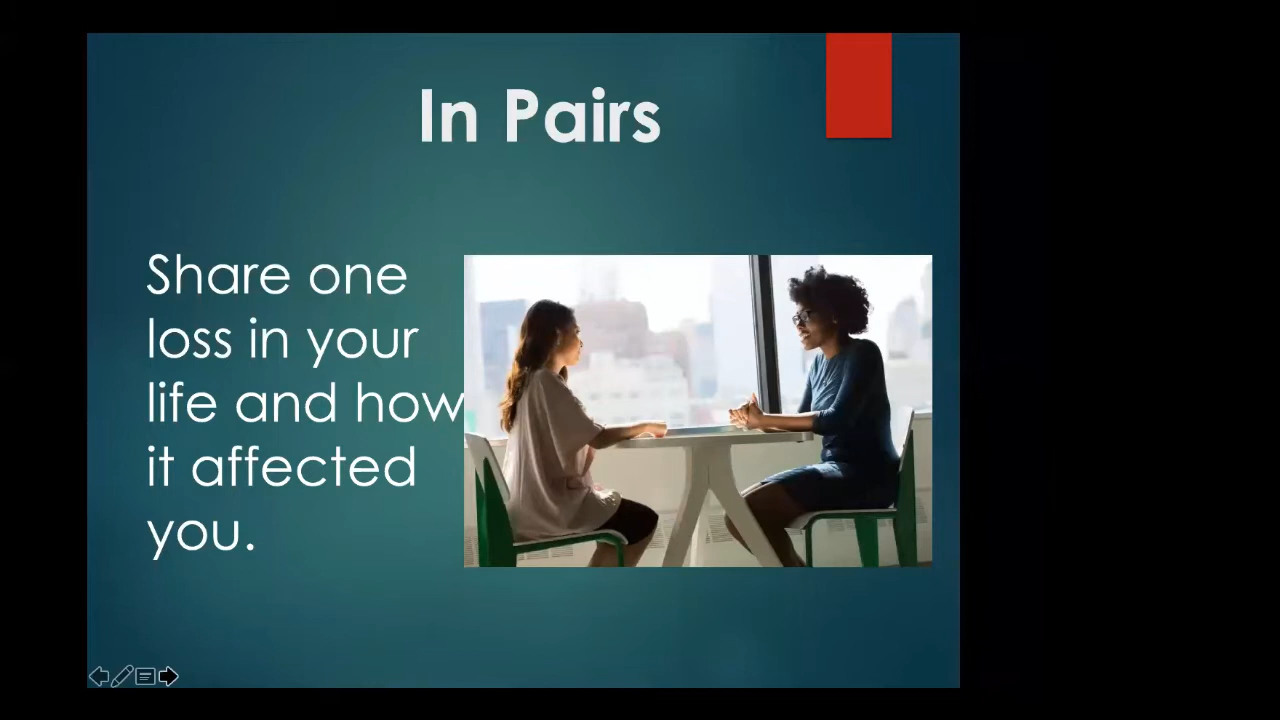 In Pairs
Share one
loss in your
life and how
it affected
you.